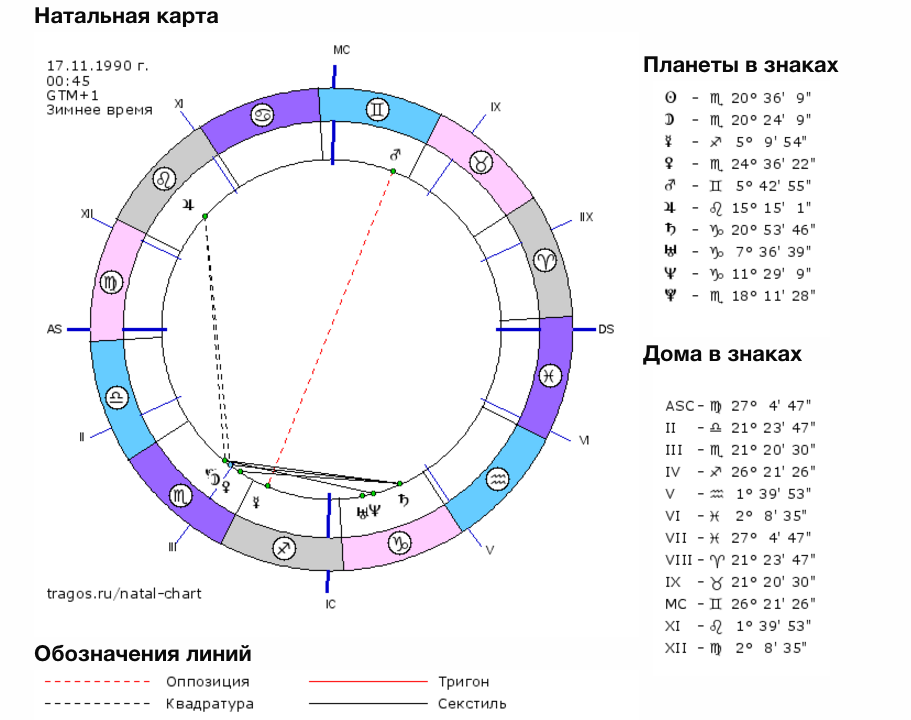 Натальная карта
17.11.1990 г.
00:45
GTM+1
Зимнее время
MC
XI
IX
XII
IIX
AS
DS
II
VI
III
V
IC
tragos.ru/natal-chart
Планеты в знаках
☉ - ♏ 20° 36' 9"
☽ - ♏ 20° 24' 9"
☿ - ♐ 5° 9' 54"
♀ - ♏ 24° 36' 22"
♂ - ♊ 5° 42' 55"
♃ - ♌ 15° 15' 1"
♄ - ♑ 20° 53' 46"
♅ - ♑ 7° 36' 39"
♆ - ♑ 11° 29' 9"
♇ - ♏ 18° 11' 28"
Дома в знаках
ASC - ♍ 27° 4' 47"
II - ♎ 21° 23' 47"
III - ♏ 21° 20' 30"
IV - ♐ 26° 21' 26"
V - ♒ 1° 39' 53"
VI - ♓ 2° 8' 35"
VII - ♓ 27° 4' 47"
VIII - ♈ 21° 23' 47"
IX - ♉ 21° 20' 30"
MC - ♊ 26° 21' 26"
XI - ♌ 1° 39' 53"
XII - ♍ 2° 8' 35"
Обозначения линий
Оппозиция
Тригон
Квадратура
Секстиль